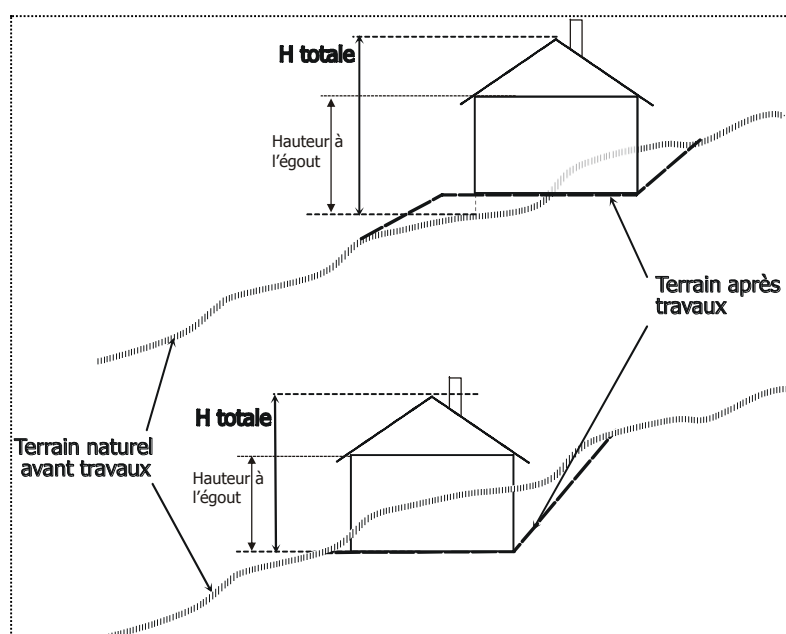 H totale
Hauteur à
l'égout
Terrain après
travaux
H totale
Terrain naturel
avant travaux
Hauteur à
l'égout